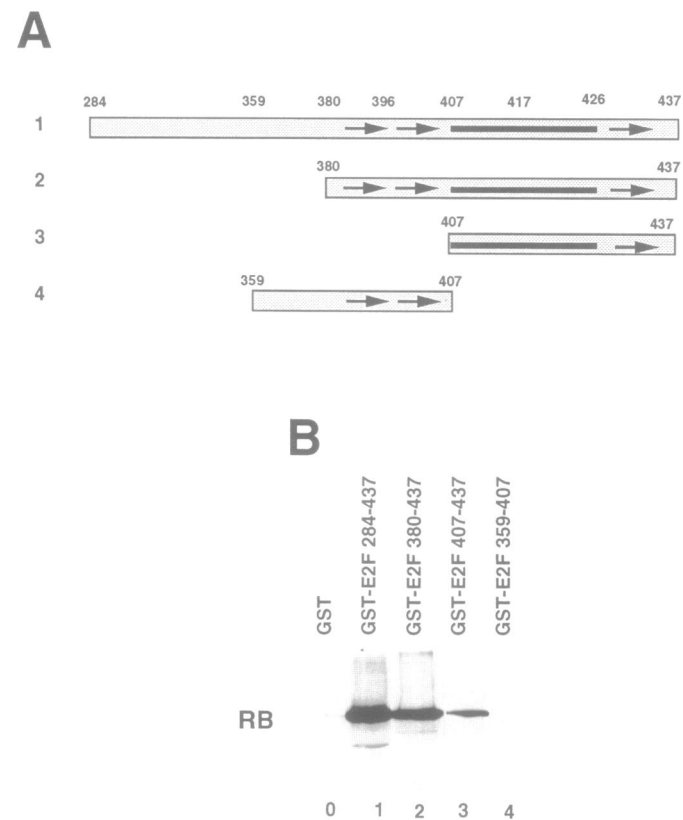 A
284 359 380 396 407 417 426 437
1
380 437
2
407 437
3
359 407
4
B
GST
GST-E2F 284-437
GST-E2F 380-437
GST-E2F 407-437
GST-E2F 359-407
RB
0 1 2 3 4